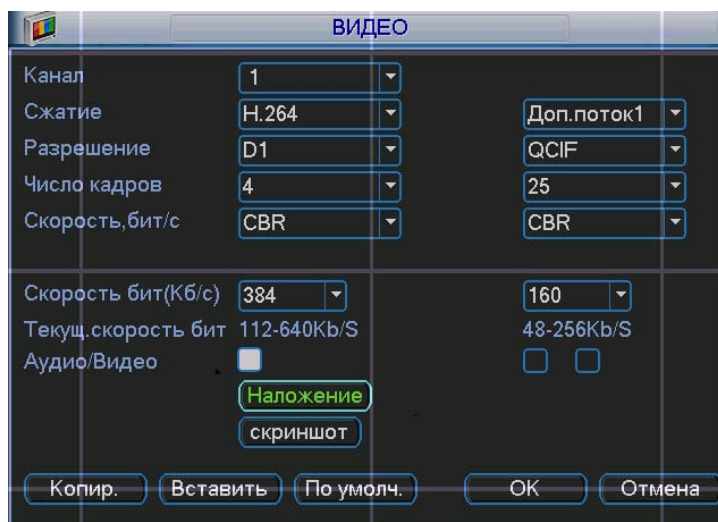 ВИДЕО
Канал 1
Сжатие H.264 Доп.поток1
Разрешение D1 QCIF
Число кадров 4 25
Скорость,бит/с CBR CBR
Скорость бит(Кб/с) 384 160
Текущ.скорость бит 112-640Kb/S 48-256Kb/S
Аудио/Видео
Наложение
скриншот
Копир. Вставить По умолч. OK Отмена